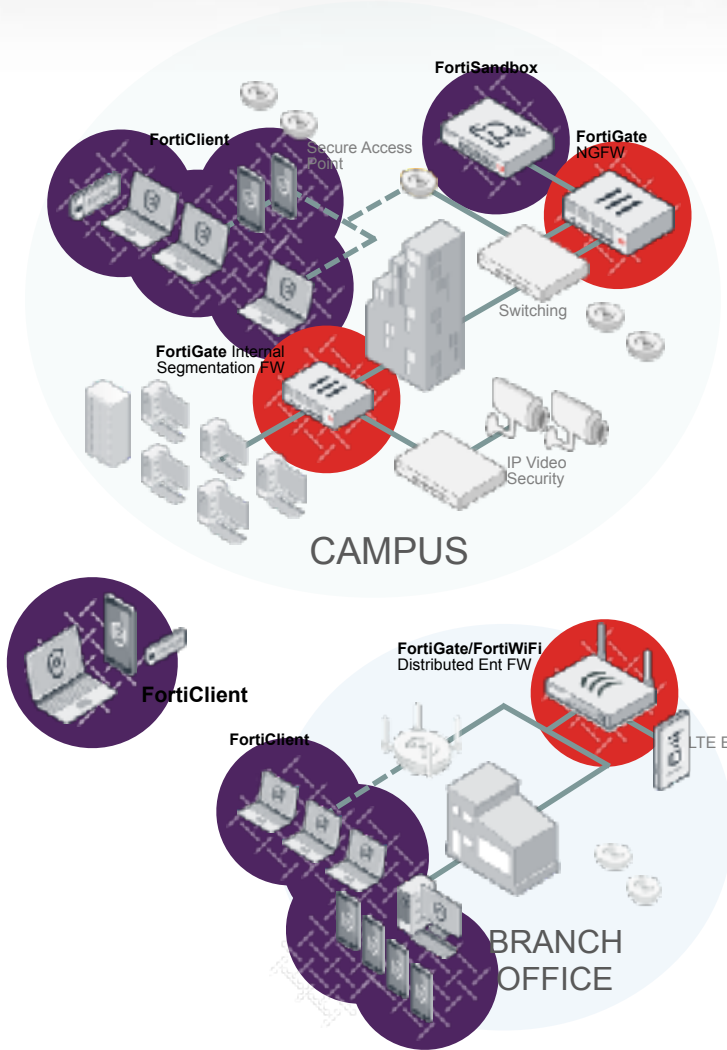 FortiSandbox
FortiClient
Secure Access
Point
FortiGate
NGFW
Switching
FortiGate Internal
Segmentation FW
IP Video
Security
CAMPUS
FortiClient
FortiGate/FortiWiFi
Distributed Ent FW
LTE E
FortiClient
BRANCH
OFFICE